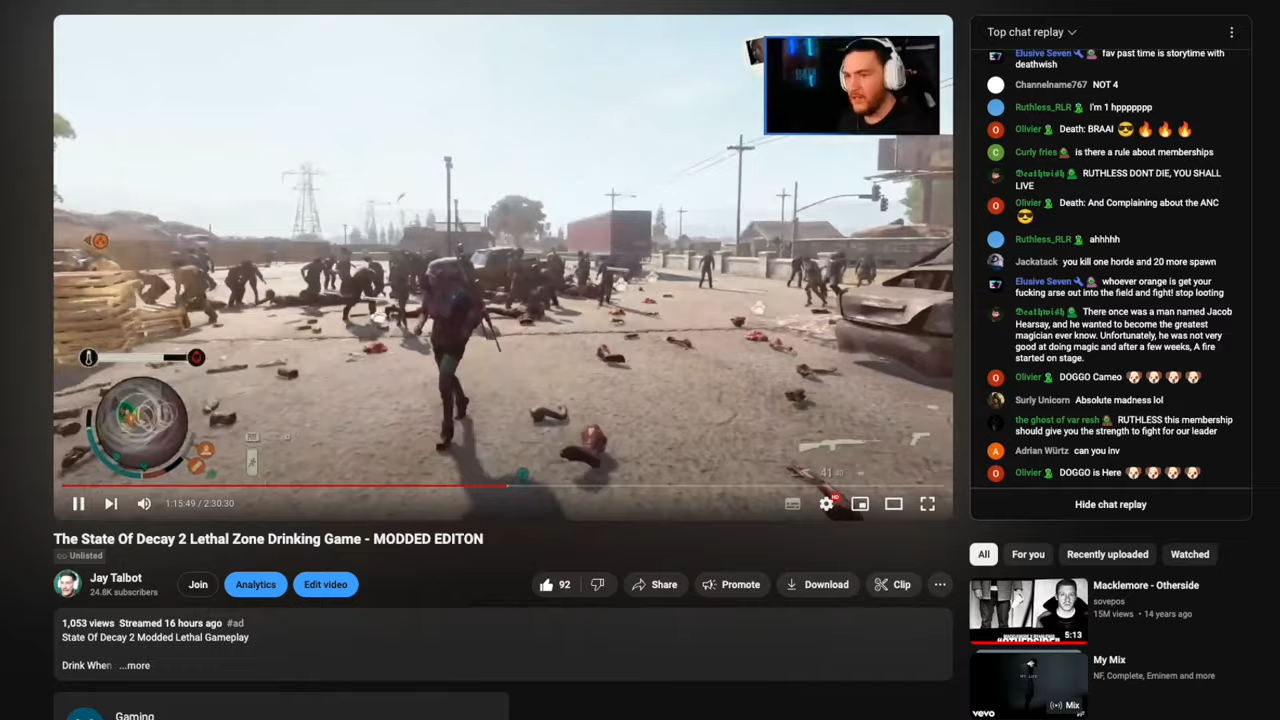 Top chat replay
Elusive Seven fav past time is storytime with
deathwish
Channelname767 NOT 4
Ruthless_RLR I'm 1 hppppppp
Olivier Death: BRAAI 😎🔥🔥🔥
Curly fries is there a rule about memberships
𝕯𝖊𝖆𝖙𝖍𝖜𝖎𝖘𝖍 RUTHLESS DONT DIE, YOU SHALL
LIVE
Olivier Death: And Complaining about the ANC
😎
Ruthless_RLR ahhhhh
Jackatack you kill one horde and 20 more spawn
Elusive Seven whoever orange is get your
fucking arse out into the field and fight! stop looting
𝕯𝖊𝖆𝖙𝖍𝖜𝖎𝖘𝖍 There once was a man named Jacob
Hearsay, and he wanted to become the greatest
magician ever know. Unfortunately, he was not very
good at doing magic and after a few weeks, A fire
started on stage.
Olivier DOGGO Cameo 🐶🐶🐶🐶
Surly Unicorn Absolute madness lol
the ghost of var resh RUTHLESS this membership
should give you the strength to fight for our leader
Adrian Würtz can you inv
Olivier DOGGO is Here 🐶🐶🐶🐶
Hide chat replay
41
1:15:49 / 2:30:30
HD
The State Of Decay 2 Lethal Zone Drinking Game - MODDED EDITON
Unlisted
Jay Talbot
24.8K subscribers
Join
Analytics
Edit video
92
Share
Promote
Download
Clip
1,053 views Streamed 16 hours ago #ad
State Of Decay 2 Modded Lethal Gameplay
Drink When ...more
Gaming
All
For you
Recently uploaded
Watched
Macklemore - Otherside
sovepos
15M views • 14 years ago
5:13
My Mix
NF, Complete, Eminem and more
Mix
vevo